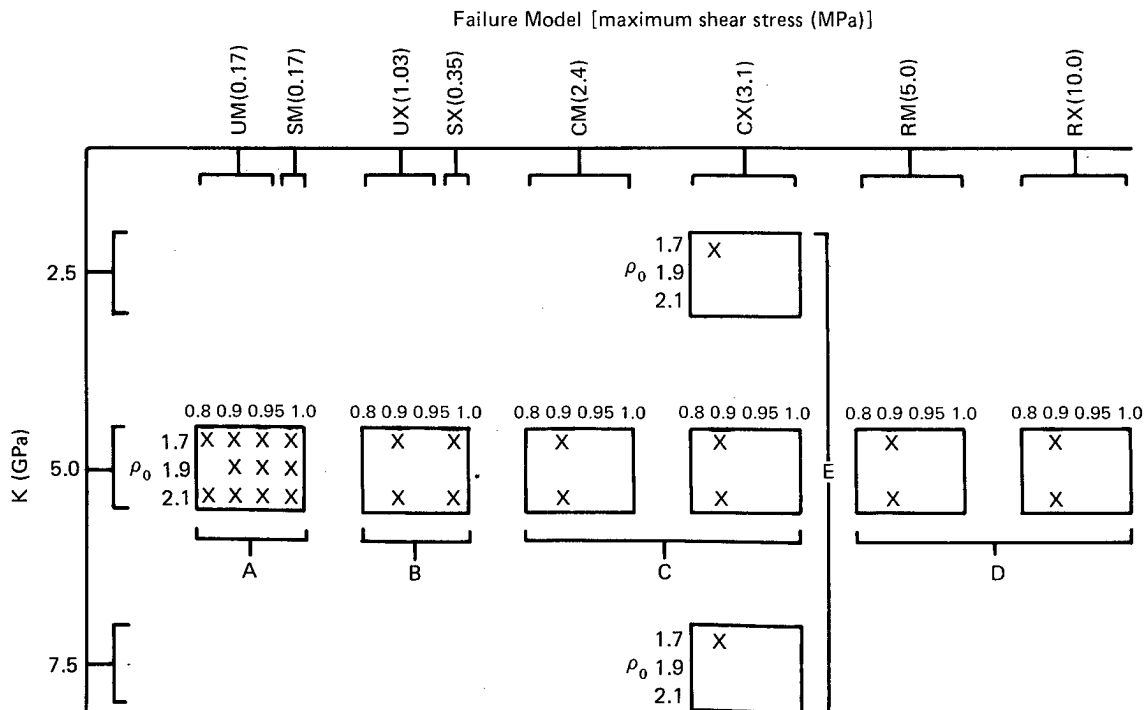 Failure Model [maximum shear stress (MPa)]
UM(0.17)
SM(0.17)
UX(1.03)
SX(0.35)
CM(2.4)
CX(3.1)
RM(5.0)
RX(10.0)
K (GPa)
2.5
1.7
ρ₀ 1.9
2.1
X
5.0
0.8 0.9 0.95 1.0
0.8 0.9 0.95 1.0
0.8 0.9 0.95 1.0
0.8 0.9 0.95 1.0
0.8 0.9 0.95 1.0
0.8 0.9 0.95 1.0
1.7 X X X X X X X X X X
ρ₀ 1.9 X X X
2.1 X X X X X X X X X X
E
A
B
C
D
7.5
1.7 X
ρ₀ 1.9
2.1